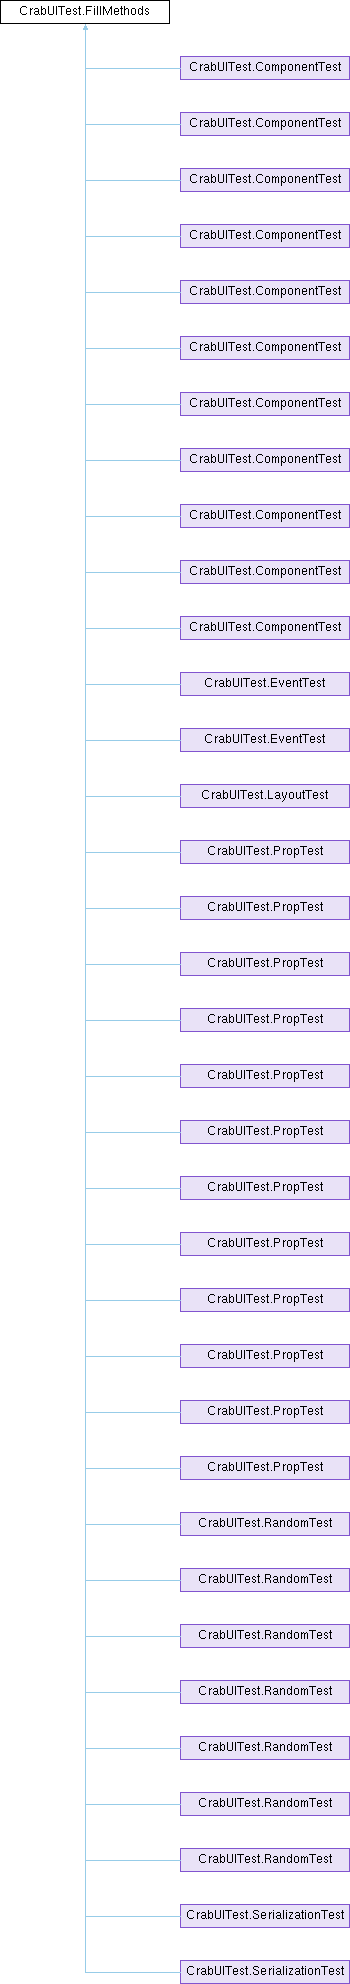 CrabUITest.FillMethods
CrabUITest.ComponentTest
CrabUITest.ComponentTest
CrabUITest.ComponentTest
CrabUITest.ComponentTest
CrabUITest.ComponentTest
CrabUITest.ComponentTest
CrabUITest.ComponentTest
CrabUITest.ComponentTest
CrabUITest.ComponentTest
CrabUITest.ComponentTest
CrabUITest.ComponentTest
CrabUITest.EventTest
CrabUITest.EventTest
CrabUITest.LayoutTest
CrabUITest.PropTest
CrabUITest.PropTest
CrabUITest.PropTest
CrabUITest.PropTest
CrabUITest.PropTest
CrabUITest.PropTest
CrabUITest.PropTest
CrabUITest.PropTest
CrabUITest.PropTest
CrabUITest.PropTest
CrabUITest.PropTest
CrabUITest.PropTest
CrabUITest.RandomTest
CrabUITest.RandomTest
CrabUITest.RandomTest
CrabUITest.RandomTest
CrabUITest.RandomTest
CrabUITest.RandomTest
CrabUITest.RandomTest
CrabUITest.SerializationTest
CrabUITest.SerializationTest